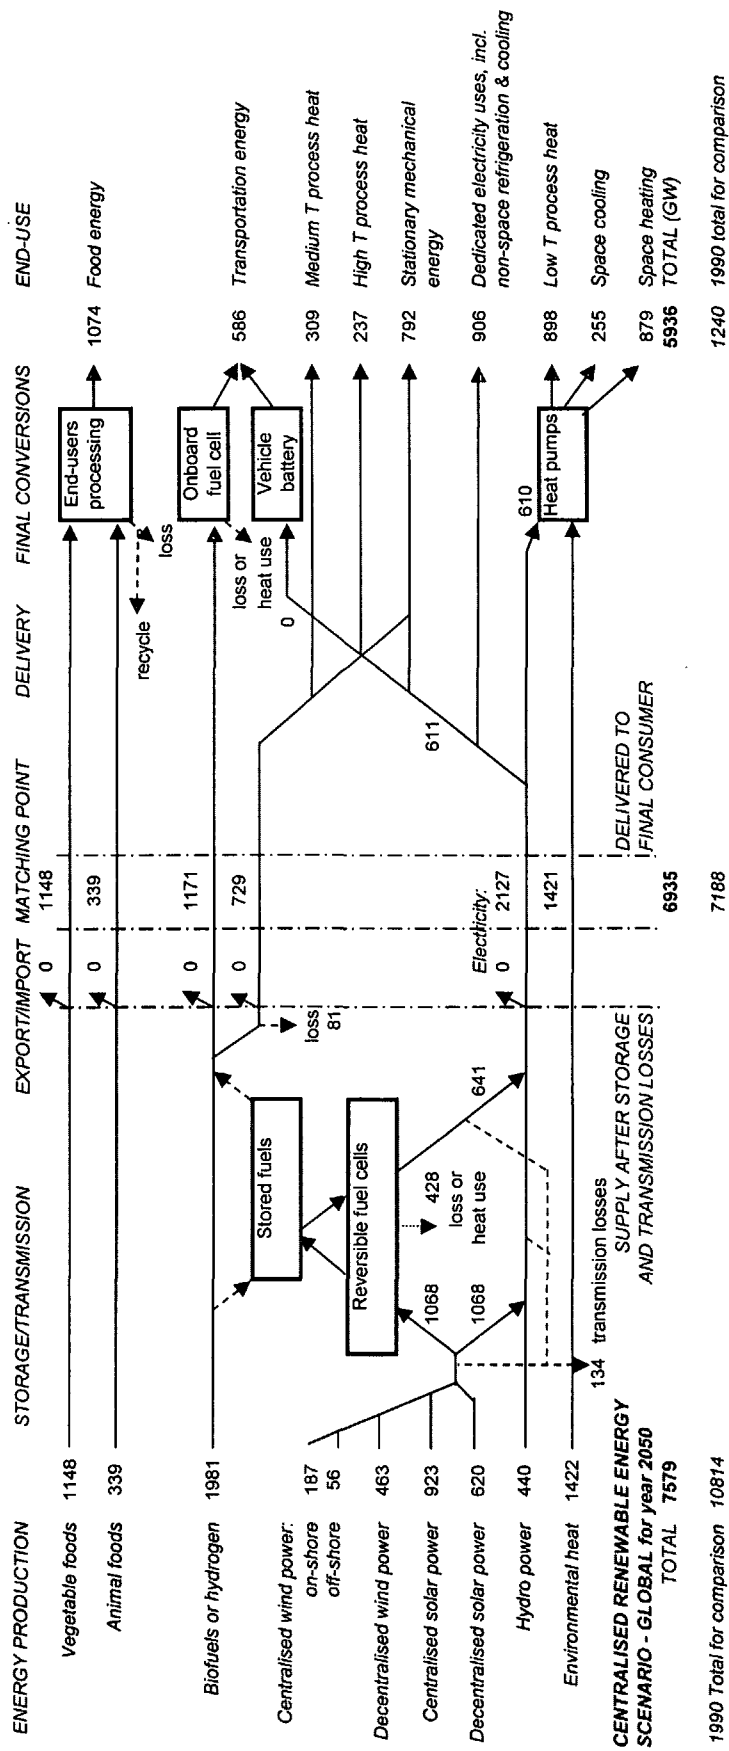 ENERGY PRODUCTION
STORAGE/TRANSMISSION
EXPORT/IMPORT
MATCHING POINT
DELIVERY
FINAL CONVERSIONS
END-USE
Vegetable foods 1148
0
1148
Animal foods 339
0
339
End-users
processing
1074 Food energy
recycle
loss
Biofuels or hydrogen 1981
0
1171
Onboard
fuel cell
loss or
heat use
586 Transportation energy
Stored fuels
loss
81
0
729
0
Vehicle
battery
Centralised wind power:
on-shore 187
off-shore 56
309 Medium T process heat
Decentralised wind power 463
Reversible fuel cells
237 High T process heat
Centralised solar power 923
1068
428
loss or
heat use
611
792 Stationary mechanical
energy
Decentralised solar power 620
1068
641
906 Dedicated electricity uses, incl.
non-space refrigeration & cooling
Electricity:
Hydro power 440
0
2127
610
Heat pumps
898 Low T process heat
Environmental heat 1422
1421
255 Space cooling
134 transmission losses
879 Space heating
CENTRALISED RENEWABLE ENERGY
SCENARIO - GLOBAL for year 2050
SUPPLY AFTER STORAGE
AND TRANSMISSION LOSSES
DELIVERED TO
FINAL CONSUMER
TOTAL 7579
6935
5936 TOTAL (GW)
1990 Total for comparison 10814
7188
1240 1990 total for comparison